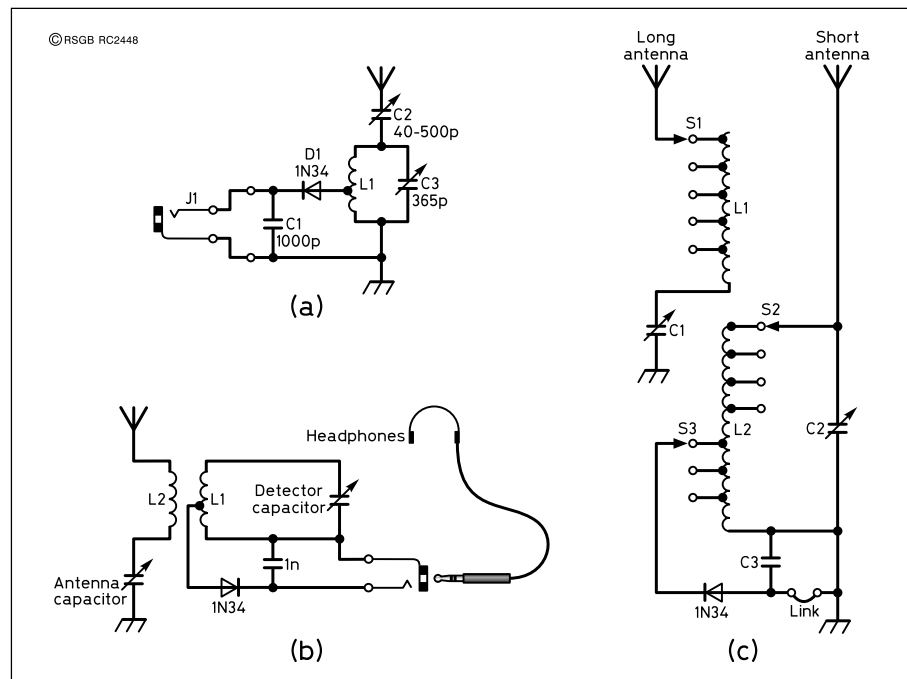 © RSGB RC2448
C2
40-500p
D1
1N34
L1
C3
365p
J1
C1
1000p
(a)
Headphones
L2
L1
Detector
capacitor
Antenna
capacitor
1n
1N34
(b)
Long
antenna
Short
antenna
S1
L1
C1
S2
S3
L2
C2
C3
1N34
Link
(c)